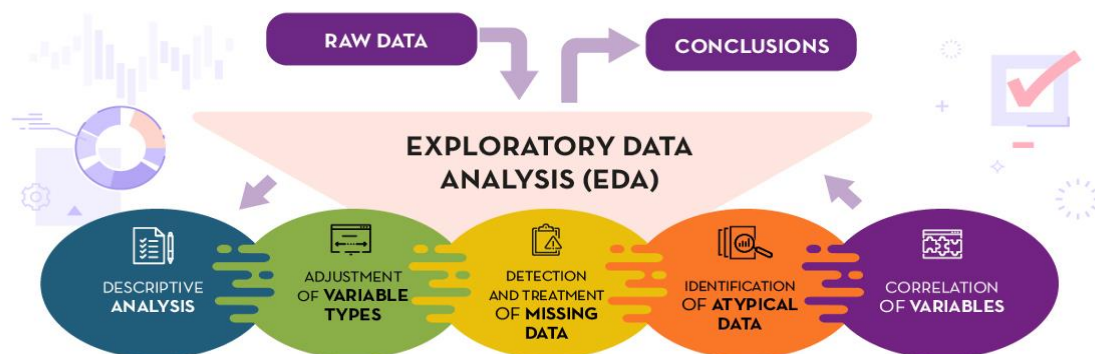 RAW DATA
CONCLUSIONS
EXPLORATORY DATA
ANALYSIS (EDA)
DESCRIPTIVE
ANALYSIS
ADJUSTMENT
OF VARIABLE
TYPES
DETECTION
AND TREATMENT
OF MISSING
DATA
IDENTIFICATION
OF ATYPICAL
DATA
CORRELATION
OF VARIABLES